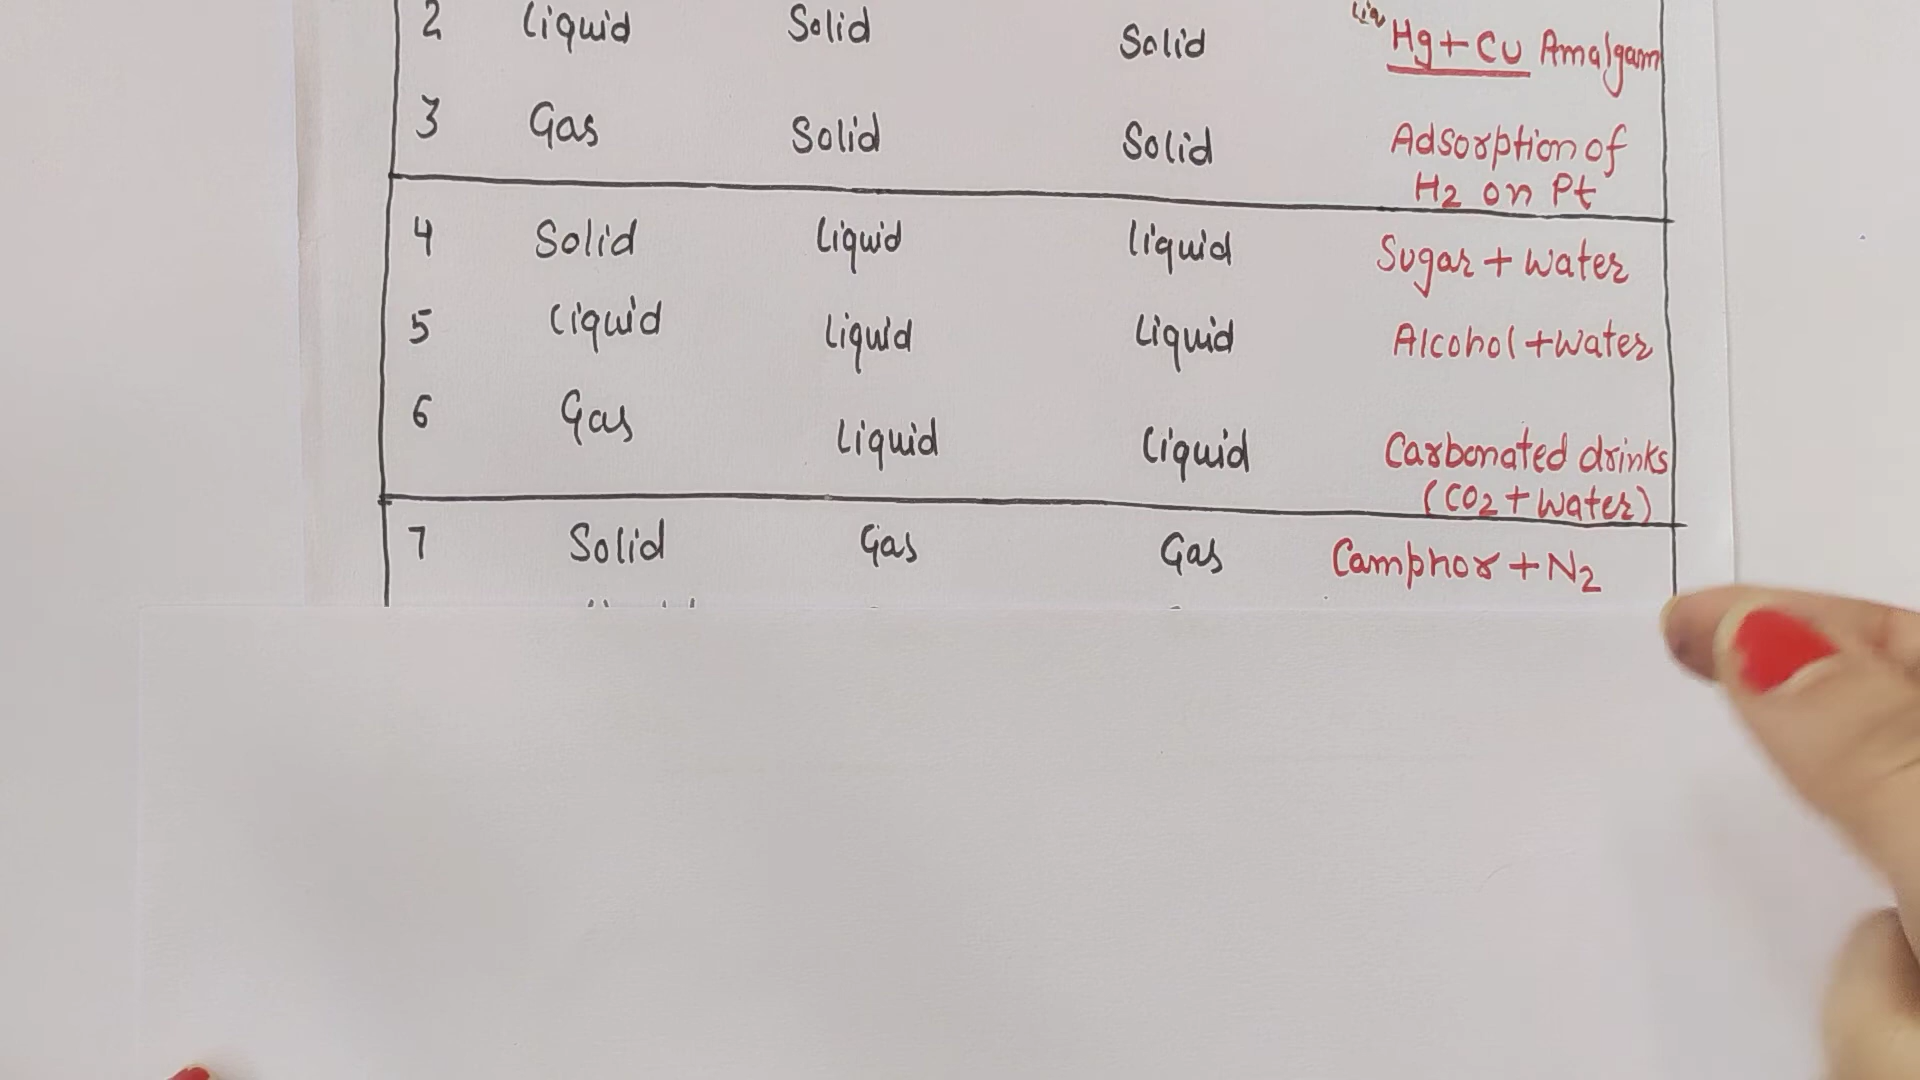 2 Liquid Solid Solid Liq Hg + Cu Amalgam
3 Gas Solid Solid Adsorption of
H2 on Pt
4 Solid Liquid Liquid Sugar + Water
5 Liquid Liquid Liquid Alcohol + Water
6 Gas Liquid Liquid Carbonated drinks
(CO2 + Water)
7 Solid Gas Gas Camphor + N2